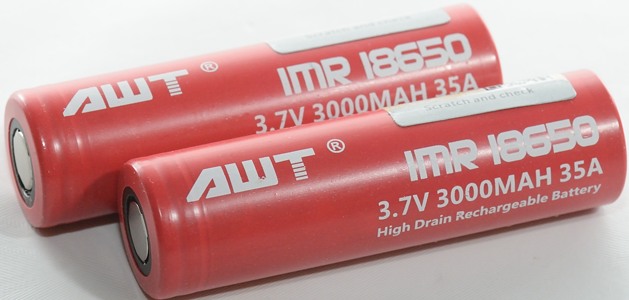 AWT ®
IMR 18650
3.7V 3000MAH 35A
Scratch and check
AWT ®
IMR 18650
3.7V 3000MAH 35A
High Drain Rechargeable Battery